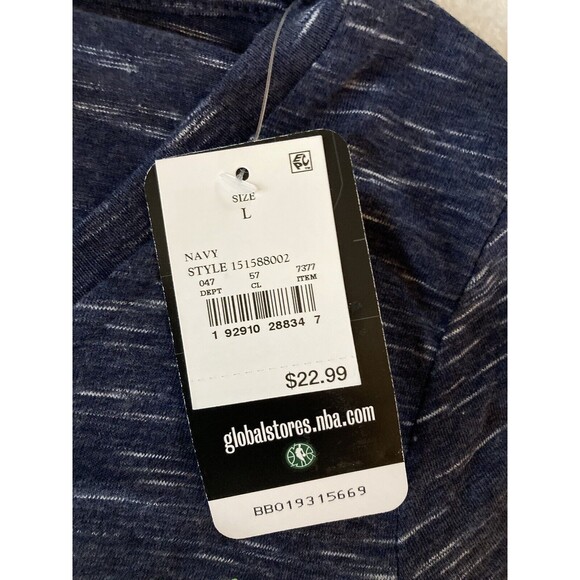 SIZE
L
NAVY
STYLE 151588002
047 57 7377
DEPT CL ITEM
1 92910 28834 7
$22.99
globalstores.nba.com
BB019315669